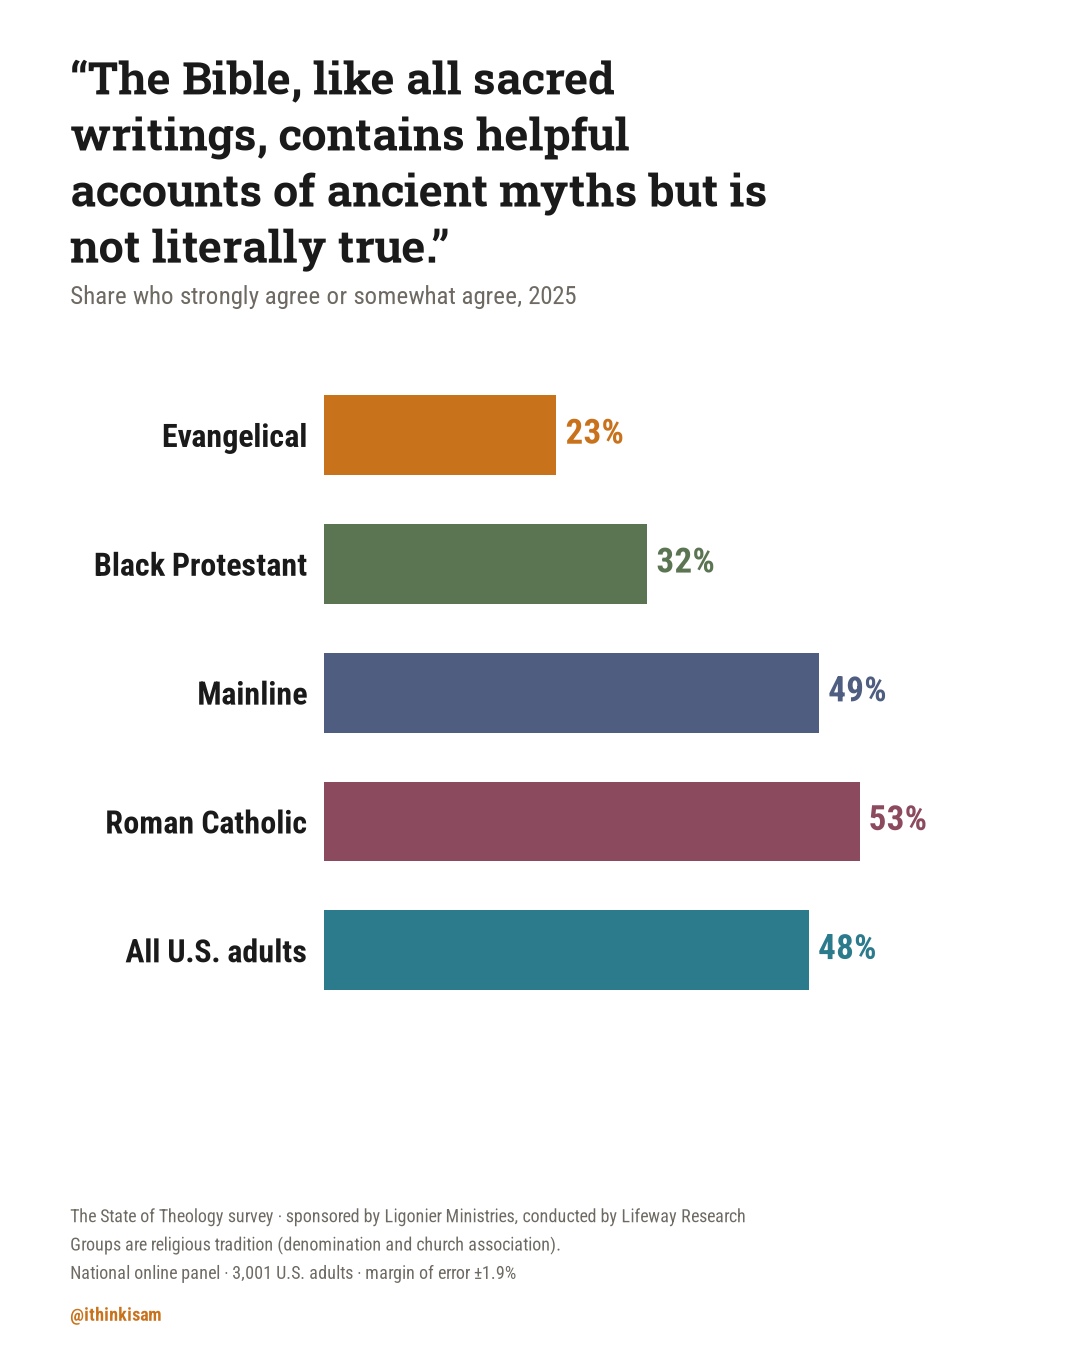 “The Bible, like all sacred
writings, contains helpful
accounts of ancient myths but is
not literally true.”
Share who strongly agree or somewhat agree, 2025
Evangelical 23%
Black Protestant 32%
Mainline 49%
Roman Catholic 53%
All U.S. adults 48%
The State of Theology survey · sponsored by Ligonier Ministries, conducted by Lifeway Research
Groups are religious tradition (denomination and church association).
National online panel · 3,001 U.S. adults · margin of error ±1.9%
@ithinkisam